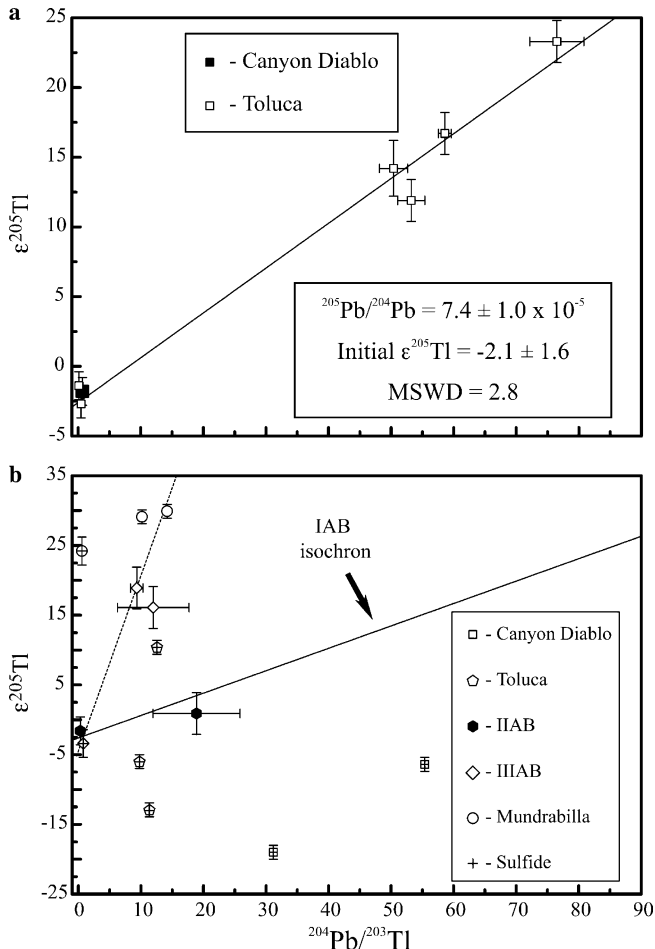 a
25
20
15
10
5
0
-5
ε²⁰⁵Tl
- Canyon Diablo
- Toluca
²⁰⁵Pb/²⁰⁴Pb = 7.4 ± 1.0 x 10⁻⁵
Initial ε²⁰⁵Tl = -2.1 ± 1.6
MSWD = 2.8
b
35
25
15
5
-5
-15
-25
ε²⁰⁵Tl
IAB
isochron
- Canyon Diablo
- Toluca
- IIAB
- IIIAB
- Mundrabilla
- Sulfide
0 10 20 30 40 50 60 70 80 90
²⁰⁴Pb/²⁰³Tl